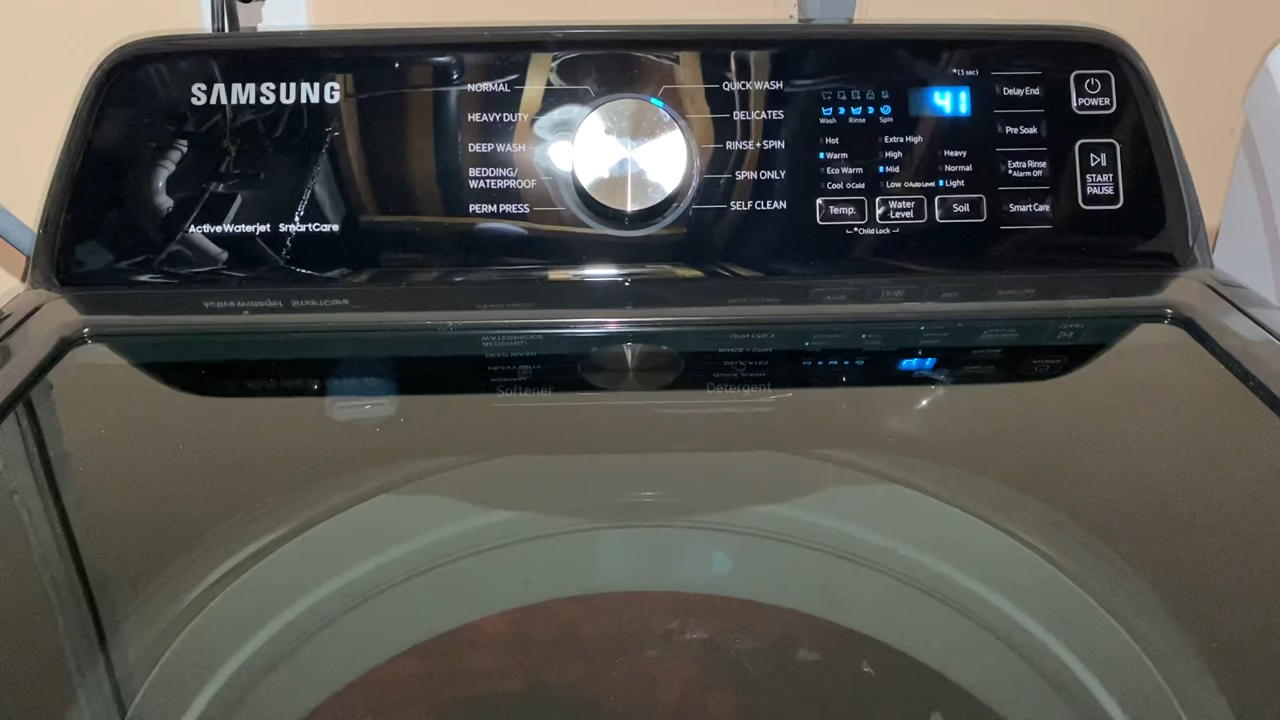 SAMSUNG
ActiveWaterjet SmartCare
NORMAL
HEAVY DUTY
DEEP WASH
BEDDING/
WATERPROOF
PERM PRESS
QUICK WASH
DELICATES
RINSE+SPIN
SPIN ONLY
SELF CLEAN
Wash Rinse Spin
41
*(3 sec)
Hot Extra High
Warm High Heavy
Eco Warm Mid Normal
Cool Cold Low Auto Level Light
Temp.
Water
Level
Soil
*Child Lock
Delay End
Pre Soak
Extra Rinse
*Alarm Off
Smart Care
POWER
START
PAUSE
Softener
Detergent